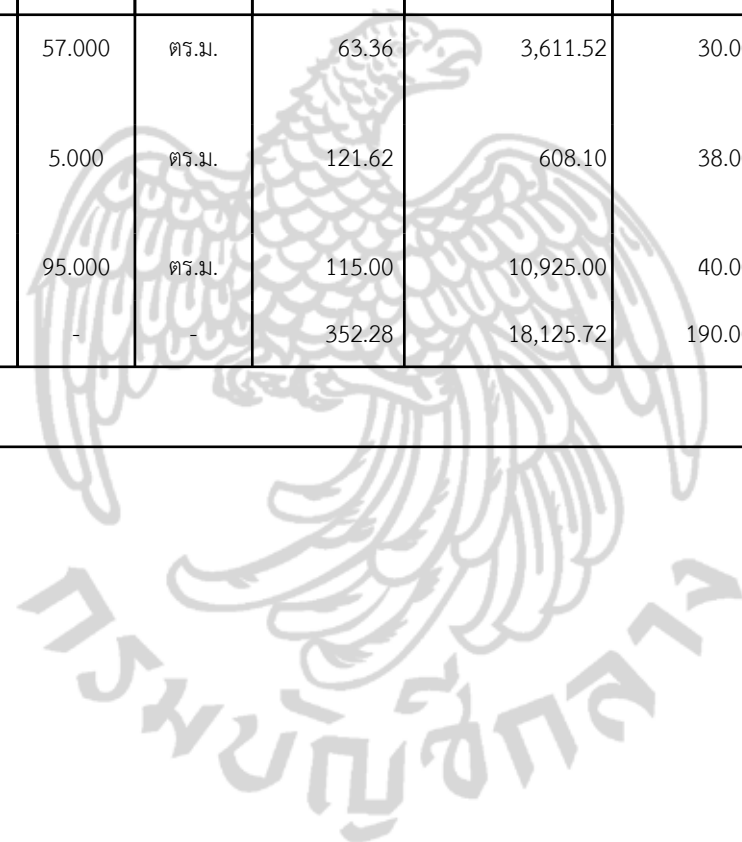 57.000 ตร.ม. 63.36 3,611.52 30.0
5.000 ตร.ม. 121.62 608.10 38.0
95.000 ตร.ม. 115.00 10,925.00 40.0
- - 352.28 18,125.72 190.0
กรมบัญชีกลาง